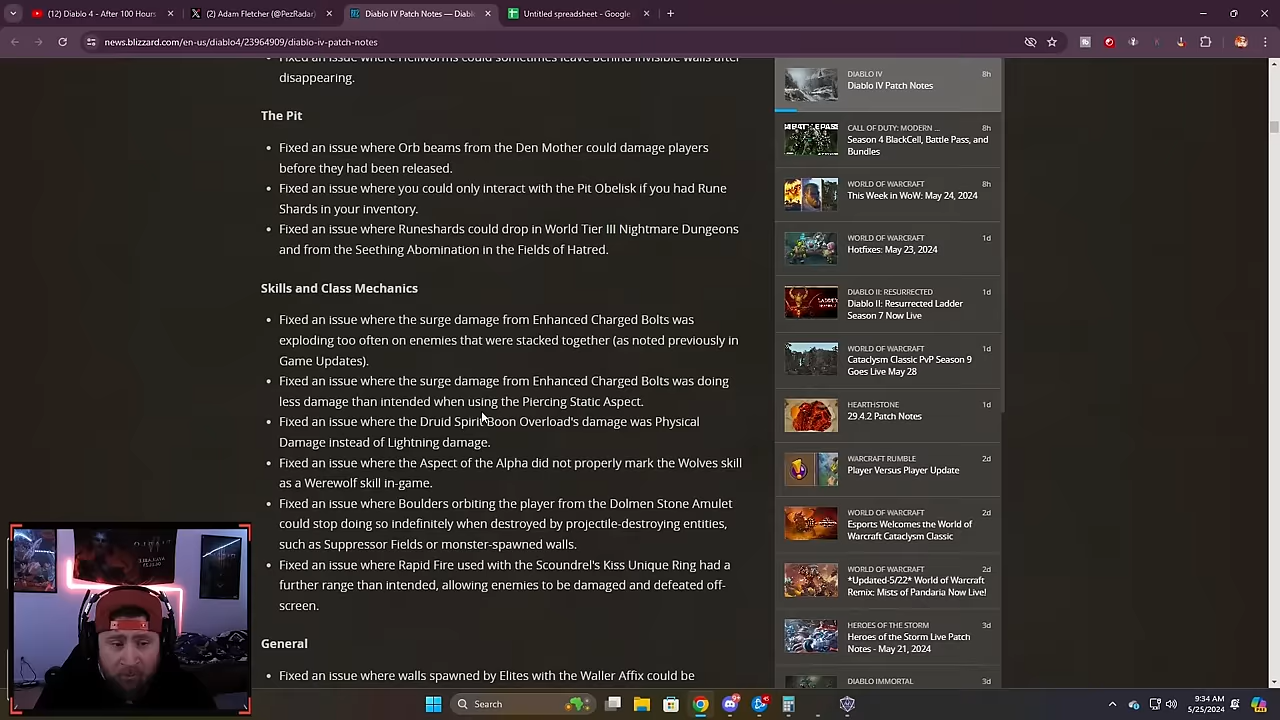 (12) Diablo 4 - After 100 Hours
(2) Adam Fletcher (@PezRadar)
Diablo IV Patch Notes — Diabl
Untitled spreadsheet - Google
news.blizzard.com/en-us/diablo4/23964909/diablo-iv-patch-notes
Fixed an issue where Hellworms could sometimes leave behind invisible walls after
disappearing.
The Pit
Fixed an issue where Orb beams from the Den Mother could damage players
before they had been released.
Fixed an issue where you could only interact with the Pit Obelisk if you had Rune
Shards in your inventory.
Fixed an issue where Runeshards could drop in World Tier III Nightmare Dungeons
and from the Seething Abomination in the Fields of Hatred.
Skills and Class Mechanics
Fixed an issue where the surge damage from Enhanced Charged Bolts was
exploding too often on enemies that were stacked together (as noted previously in
Game Updates).
Fixed an issue where the surge damage from Enhanced Charged Bolts was doing
less damage than intended when using the Piercing Static Aspect.
Fixed an issue where the Druid Spirit Boon Overload's damage was Physical
Damage instead of Lightning damage.
Fixed an issue where the Aspect of the Alpha did not properly mark the Wolves skill
as a Werewolf skill in-game.
Fixed an issue where Boulders orbiting the player from the Dolmen Stone Amulet
could stop doing so indefinitely when destroyed by projectile-destroying entities,
such as Suppressor Fields or monster-spawned walls.
Fixed an issue where Rapid Fire used with the Scoundrel's Kiss Unique Ring had a
further range than intended, allowing enemies to be damaged and defeated off-
screen.
General
Fixed an issue where walls spawned by Elites with the Waller Affix could be
DIABLO IV 8h
Diablo IV Patch Notes
CALL OF DUTY: MODERN ... 8h
Season 4 BlackCell, Battle Pass, and
Bundles
WORLD OF WARCRAFT 8h
This Week in WoW: May 24, 2024
WORLD OF WARCRAFT 1d
Hotfixes: May 23, 2024
DIABLO II: RESURRECTED 1d
Diablo II: Resurrected Ladder
Season 7 Now Live
WORLD OF WARCRAFT 1d
Cataclysm Classic PvP Season 9
Goes Live May 28
HEARTHSTONE 1d
29.4.2 Patch Notes
WARCRAFT RUMBLE 2d
Player Versus Player Update
WORLD OF WARCRAFT 2d
Esports Welcomes the World of
Warcraft Cataclysm Classic
WORLD OF WARCRAFT 2d
*Updated-5/22* World of Warcraft
Remix: Mists of Pandaria Now Live!
HEROES OF THE STORM 3d
Heroes of the Storm Live Patch
Notes - May 21, 2024
DIABLO IMMORTAL 3d
Search
9:34 AM
5/25/2024